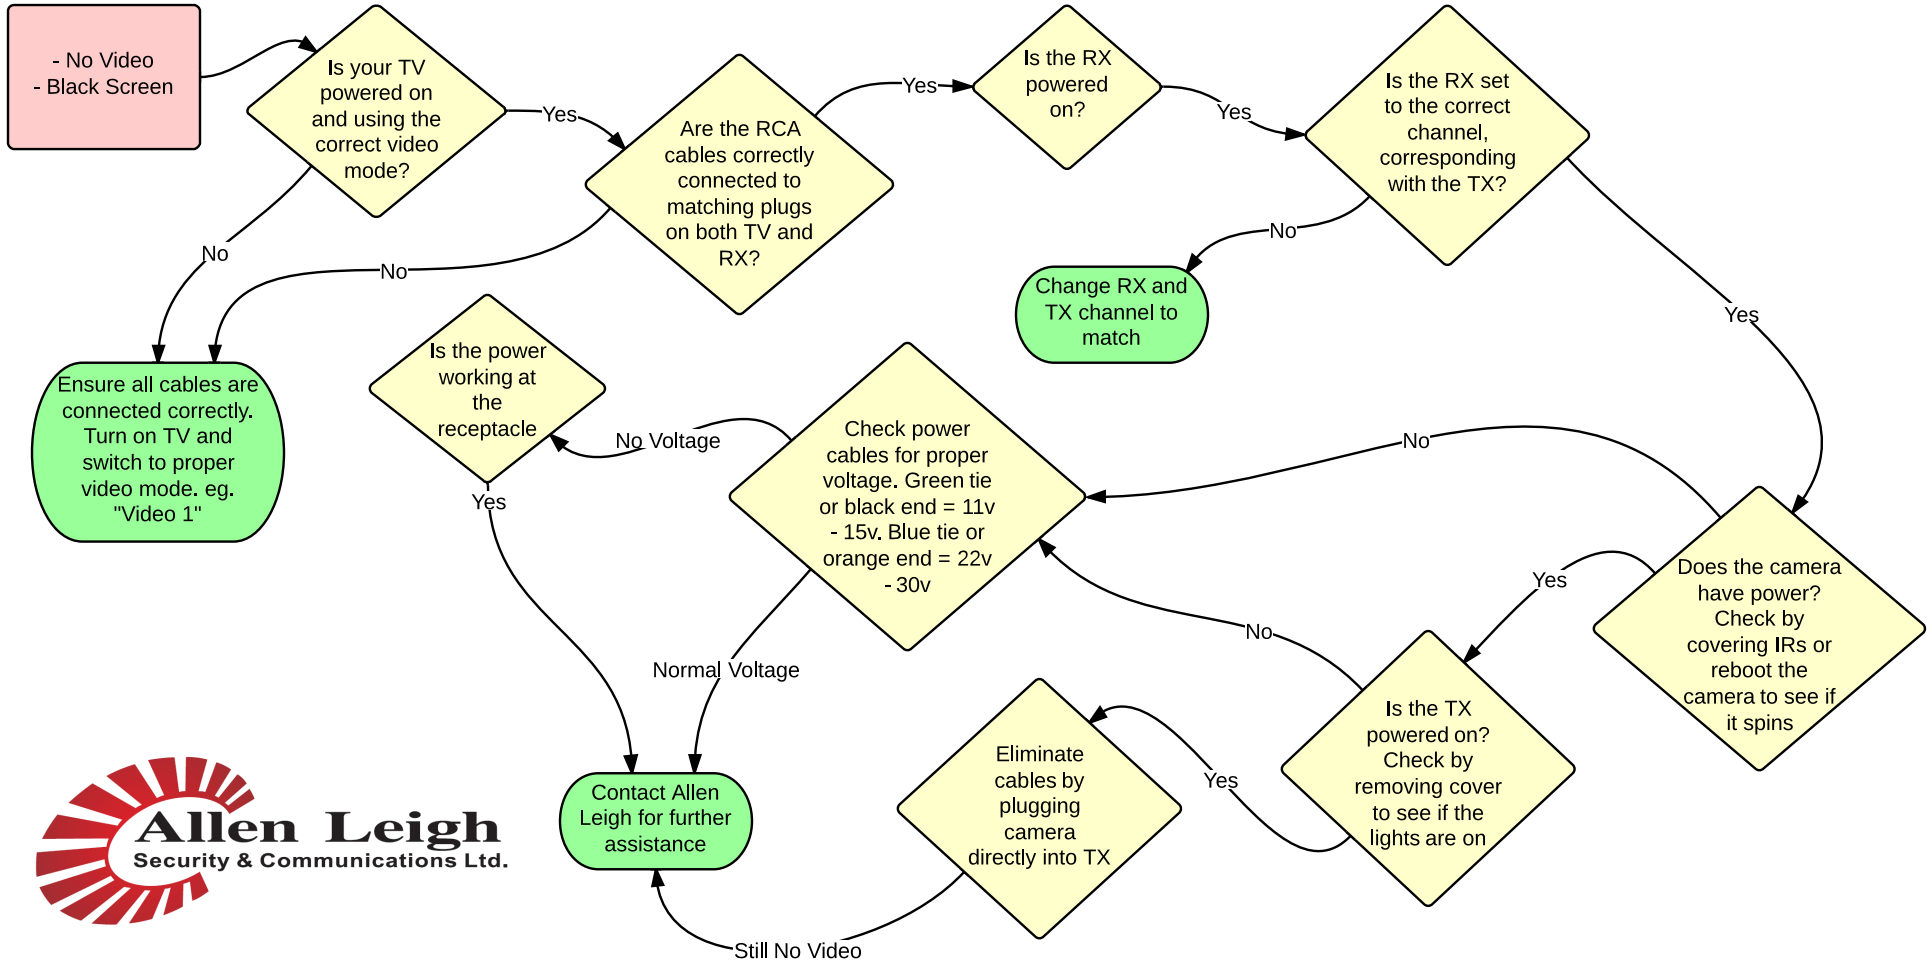 - No Video
- Black Screen
Is your TV
powered on
and using the
correct video
mode?
Yes
No
Are the RCA
cables correctly
connected to
matching plugs
on both TV and
RX?
Yes
No
Is the RX
powered
on?
Yes
Is the RX set
to the correct
channel,
corresponding
with the TX?
No
Yes
Change RX and
TX channel to
match
Ensure all cables are
connected correctly.
Turn on TV and
switch to proper
video mode. eg.
"Video 1"
Is the power
working at
the
receptacle
Yes
No Voltage
Check power
cables for proper
voltage. Green tie
or black end = 11v
- 15v. Blue tie or
orange end = 22v
- 30v
Normal Voltage
No
Does the camera
have power?
Check by
covering IRs or
reboot the
camera to see if
it spins
Yes
No
Is the TX
powered on?
Check by
removing cover
to see if the
lights are on
Yes
Eliminate
cables by
plugging
camera
directly into TX
Still No Video
Contact Allen
Leigh for further
assistance
Allen Leigh
Security & Communications Ltd.